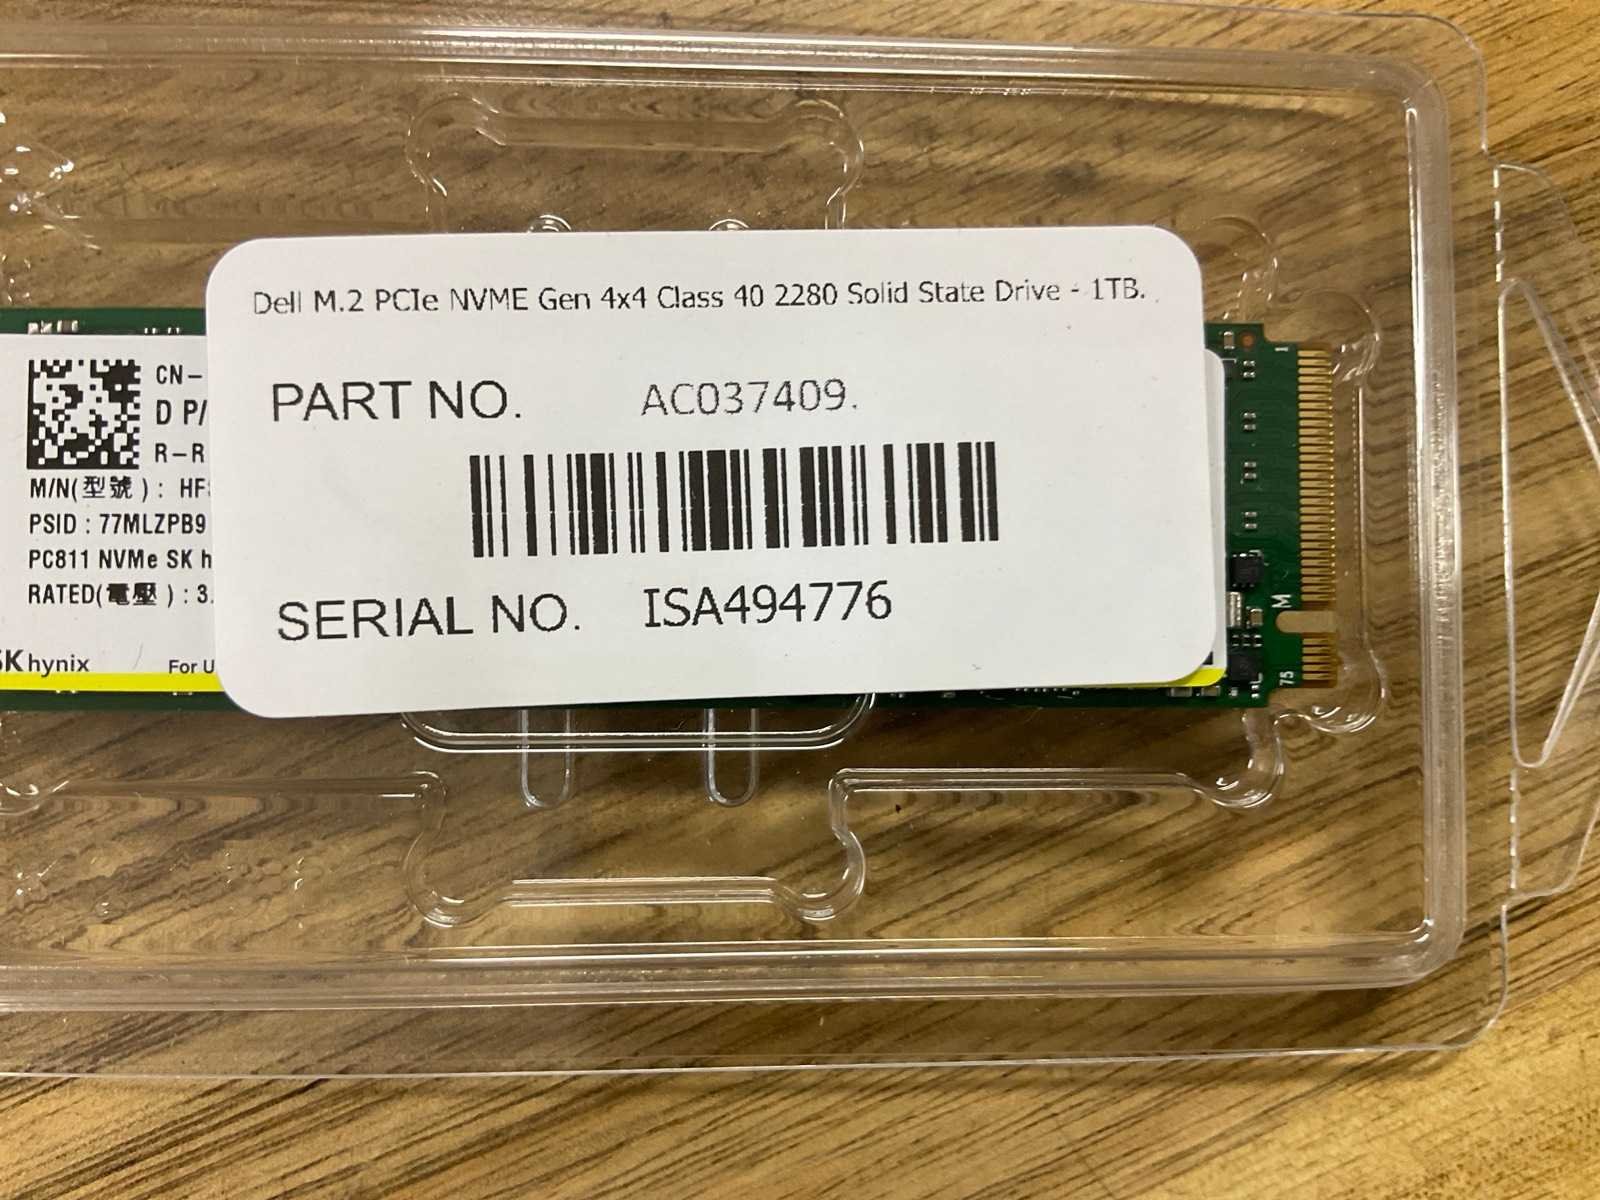 Dell M.2 PCIe NVME Gen 4x4 Class 40 2280 Solid State Drive - 1TB.
PART NO. AC037409.
SERIAL NO. ISA494776
CN-
D P/
R-R
M/N(型號): HF
PSID : 77MLZPB9
PC811 NVMe SK h
RATED(電壓): 3.
SK hynix For U
1
M
75